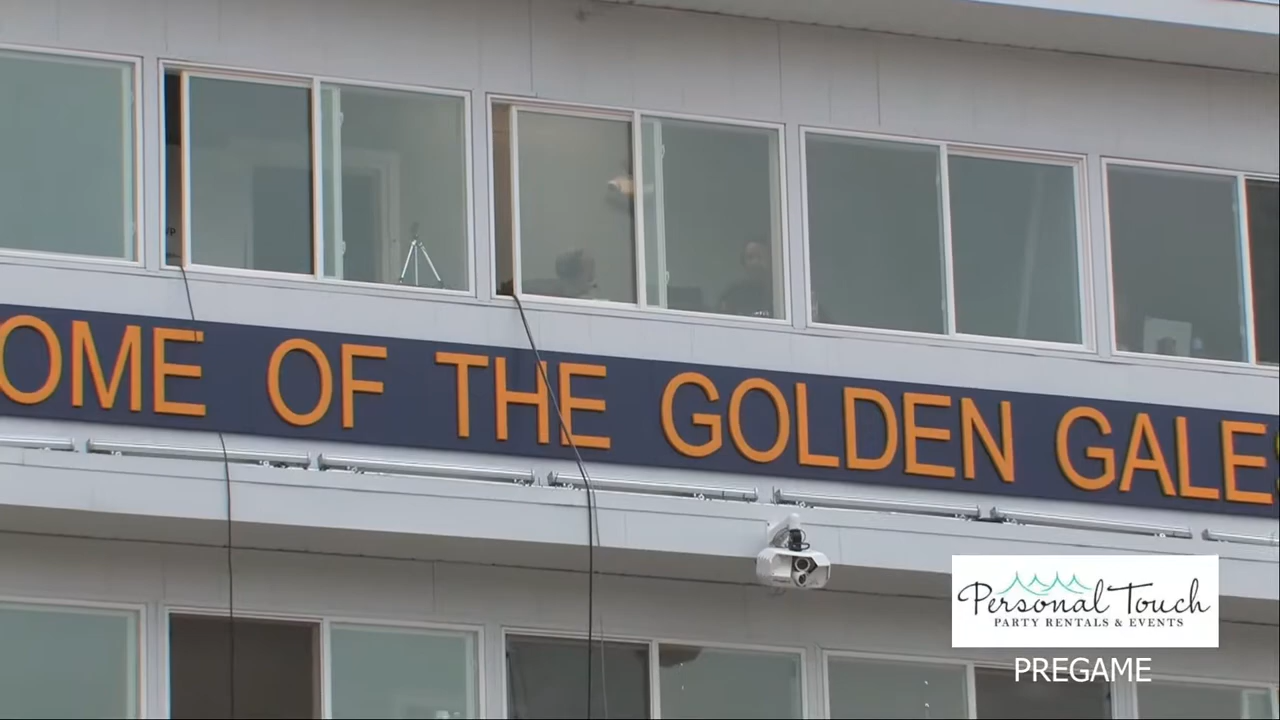 OME OF THE GOLDEN GALES
Personal Touch
PARTY RENTALS & EVENTS
PREGAME